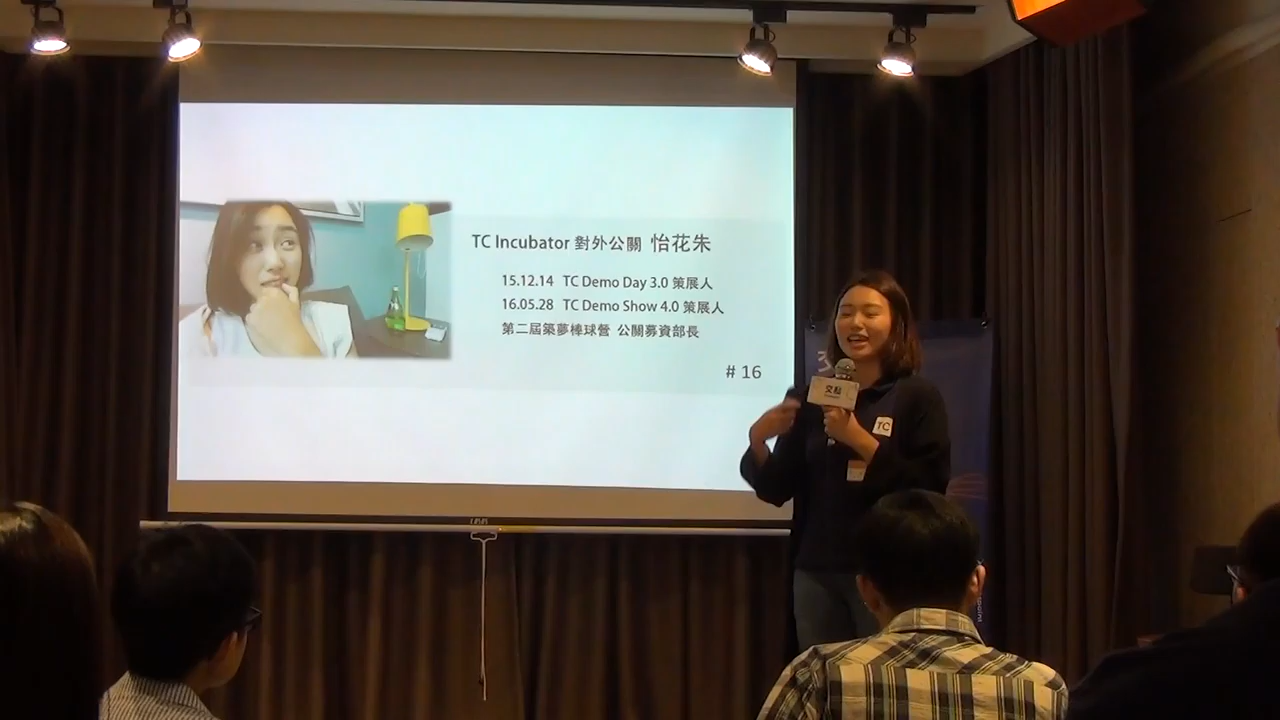 TC Incubator 對外公關 怡花朱
15.12.14 TC Demo Day 3.0 策展人
16.05.28 TC Demo Show 4.0 策展人
第二屆築夢棒球營 公關募資部長
# 16
交點
TC